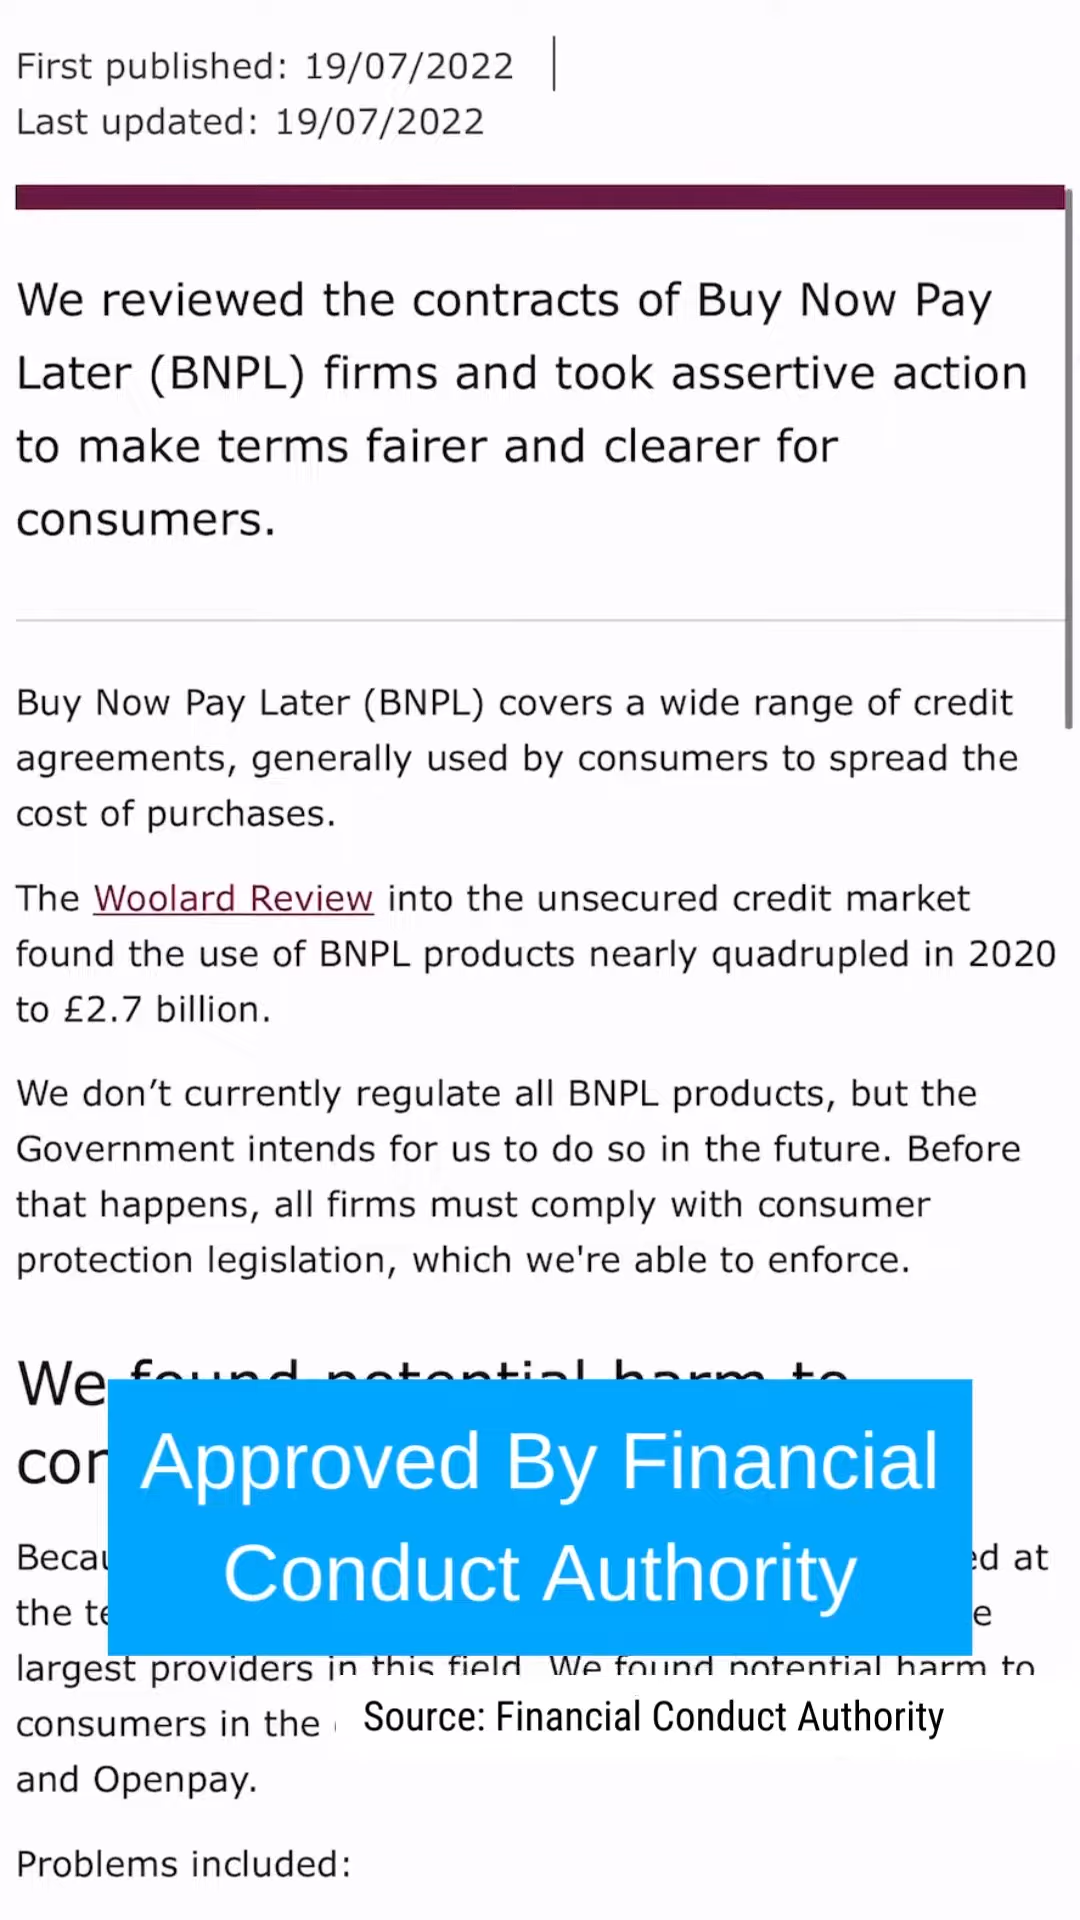 First published: 19/07/2022
Last updated: 19/07/2022
We reviewed the contracts of Buy Now Pay
Later (BNPL) firms and took assertive action
to make terms fairer and clearer for
consumers.
Buy Now Pay Later (BNPL) covers a wide range of credit
agreements, generally used by consumers to spread the
cost of purchases.
The Woolard Review into the unsecured credit market
found the use of BNPL products nearly quadrupled in 2020
to £2.7 billion.
We don’t currently regulate all BNPL products, but the
Government intends for us to do so in the future. Before
that happens, all firms must comply with consumer
protection legislation, which we're able to enforce.
We found potential harm to
Approved By Financial
Conduct Authority
at
the
largest providers in this field. We found potential harm to
consumers in the
Source: Financial Conduct Authority
and Openpay.
Problems included: